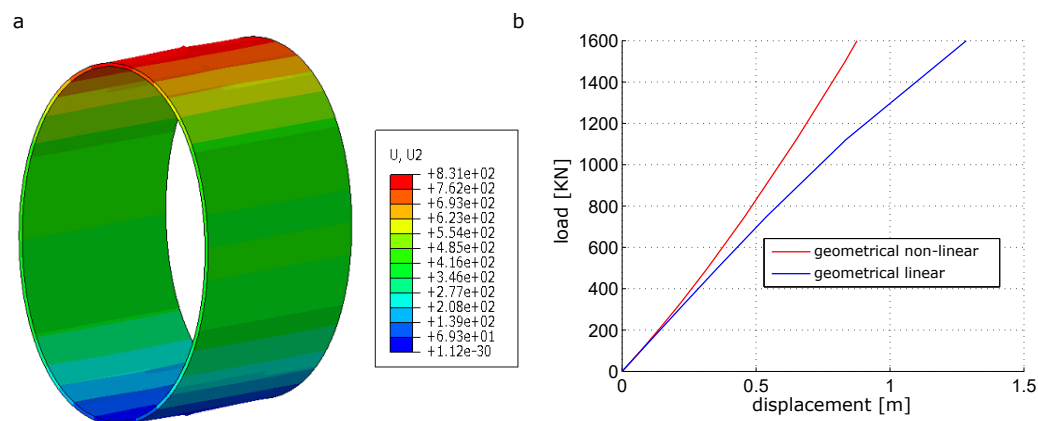 a
U, U2
+8.31e+02
+7.62e+02
+6.93e+02
+6.23e+02
+5.54e+02
+4.85e+02
+4.16e+02
+3.46e+02
+2.77e+02
+2.08e+02
+1.39e+02
+6.93e+01
+1.12e-30
b
1600
1400
1200
1000
800
600
400
200
0
load [KN]
geometrical non-linear
geometrical linear
0
0.5
1
1.5
displacement [m]